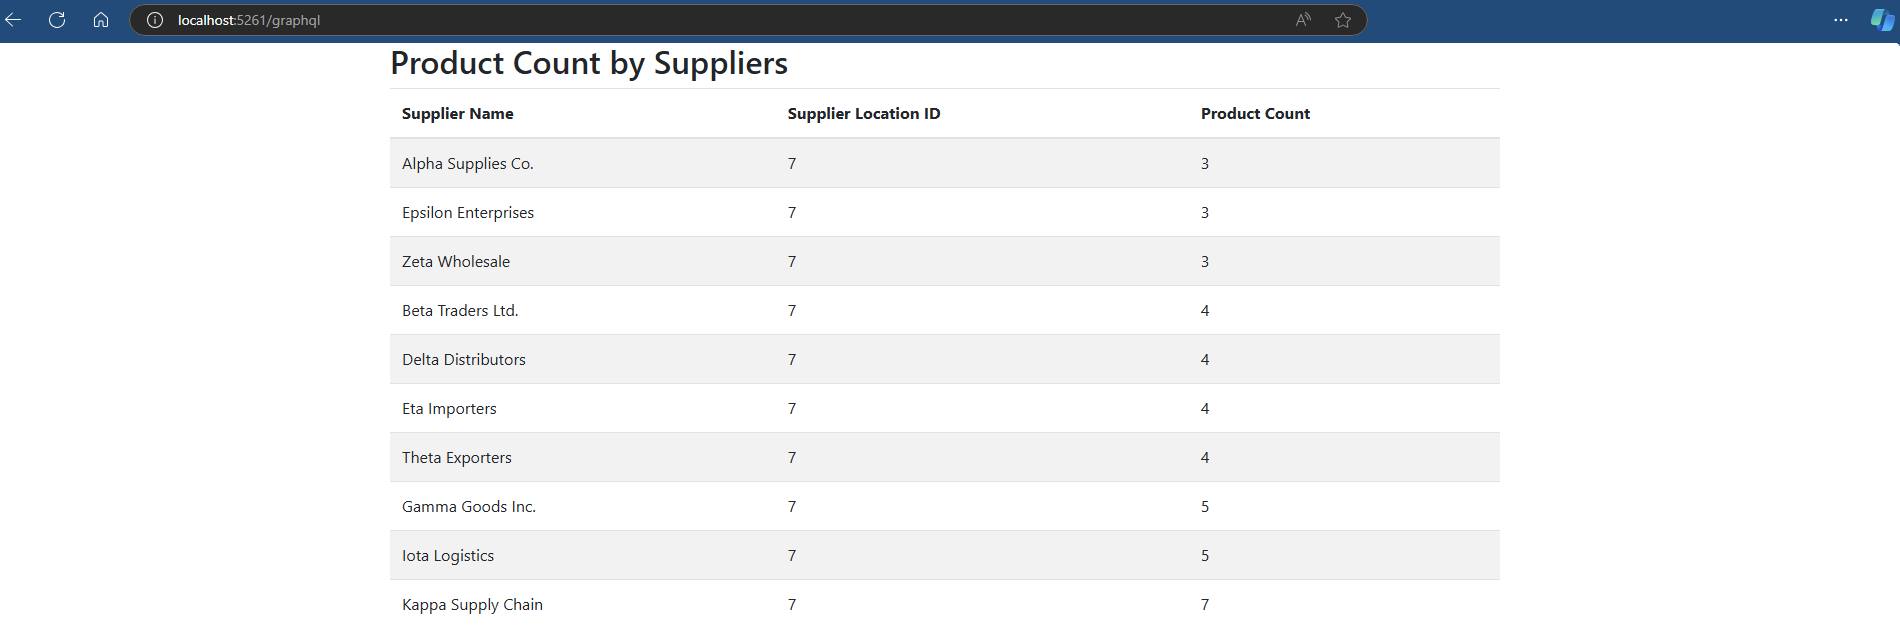 localhost:5261/graphql
Product Count by Suppliers
Supplier Name Supplier Location ID Product Count
Alpha Supplies Co. 7 3
Epsilon Enterprises 7 3
Zeta Wholesale 7 3
Beta Traders Ltd. 7 4
Delta Distributors 7 4
Eta Importers 7 4
Theta Exporters 7 4
Gamma Goods Inc. 7 5
Iota Logistics 7 5
Kappa Supply Chain 7 7